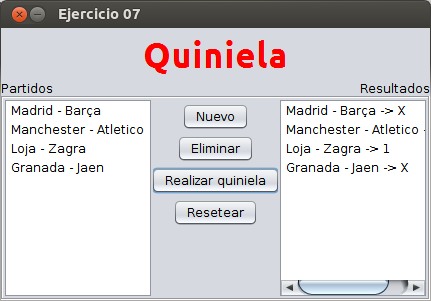 Ejercicio 07
Quiniela
Partidos
Resultados
Madrid - Barça
Manchester - Atletico
Loja - Zagra
Granada - Jaen
Nuevo
Eliminar
Realizar quiniela
Resetear
Madrid - Barça -> X
Manchester - Atletico -
Loja - Zagra -> 1
Granada - Jaen -> X